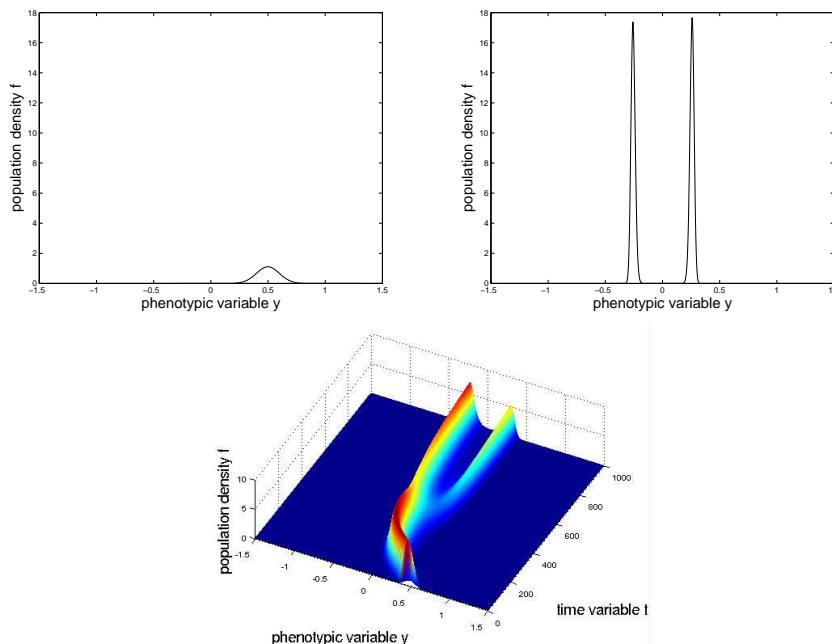 18
16
14
12
10
8
6
4
2
0
population density f
−1.5 −1 −0.5 0 0.5 1 1.5
phenotypic variable y
18
16
14
12
10
8
6
4
2
0
population density f
−1.5 −1 −0.5 0 0.5 1 1.5
phenotypic variable y
10
5
0
population density f
-1.5 -1 -0.5 0 0.5 1 1.5
phenotypic variable y
0 200 400 600 800 1000
time variable t